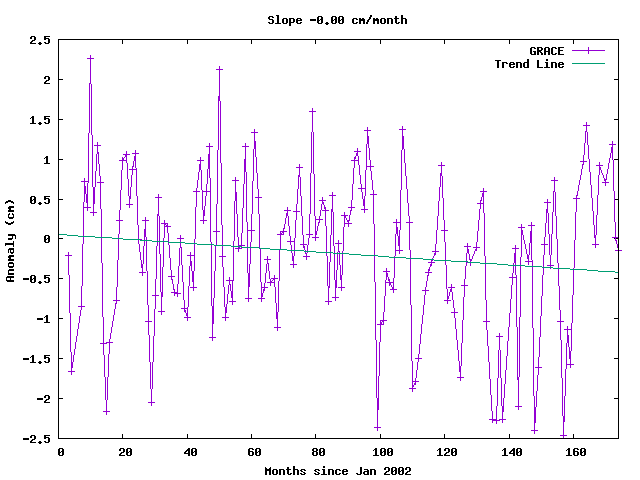 Slope -0.00 cm/month
GRACE
Trend Line
2.5
2
1.5
1
0.5
0
-0.5
-1
-1.5
-2
-2.5
Anomaly (cm)
0 20 40 60 80 100 120 140 160
Months since Jan 2002